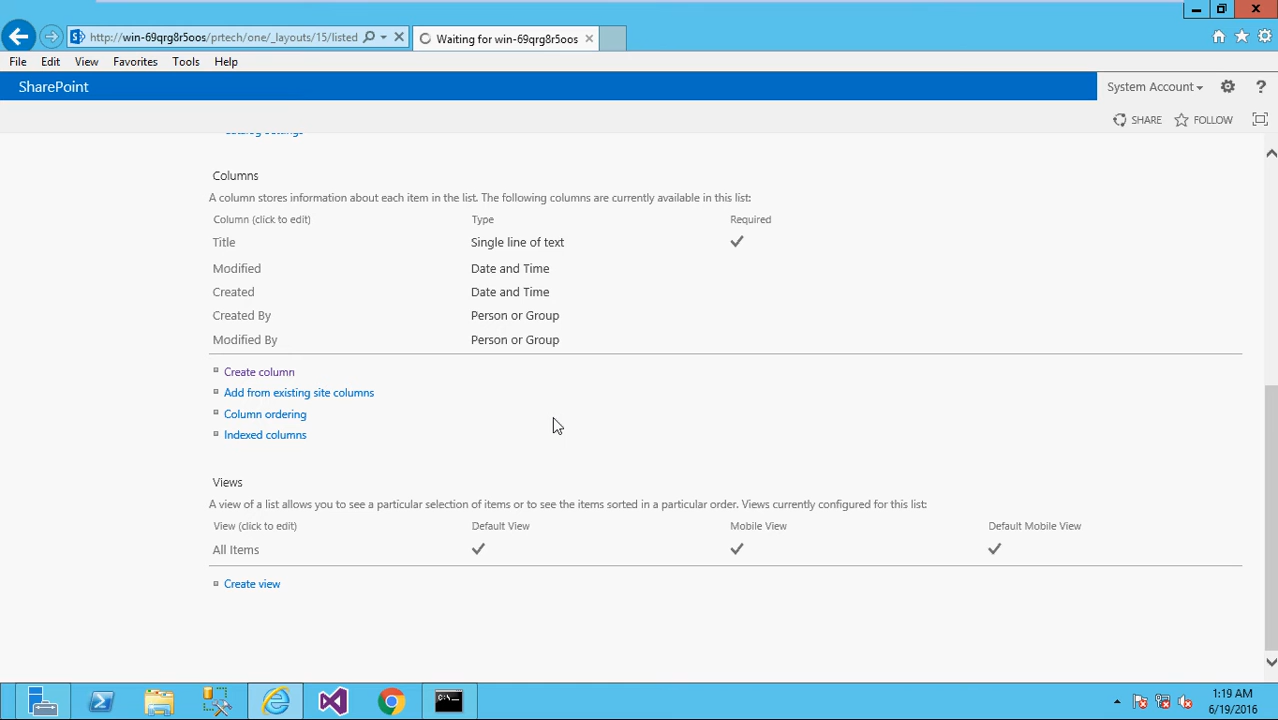 http://win-69qrg8r5oos/prtech/one/_layouts/15/listed
Waiting for win-69qrg8r5oos
File Edit View Favorites Tools Help
SharePoint
System Account
?
SHARE FOLLOW
Catalog settings
Columns
A column stores information about each item in the list. The following columns are currently available in this list:
Column (click to edit) Type Required
Title Single line of text
Modified Date and Time
Created Date and Time
Created By Person or Group
Modified By Person or Group
Create column
Add from existing site columns
Column ordering
Indexed columns
Views
A view of a list allows you to see a particular selection of items or to see the items sorted in a particular order. Views currently configured for this list:
View (click to edit) Default View Mobile View Default Mobile View
All Items
Create view
C:\.
1:19 AM
6/19/2016